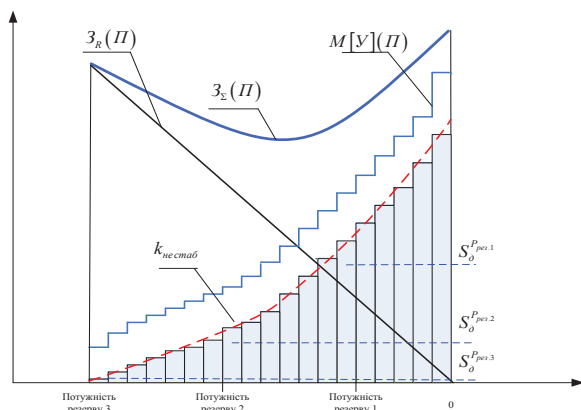 З_R(П)
M[У](П)
З_Σ(П)
k_нестаб
S_д^{P_рез.1}
S_д^{P_рез.2}
S_д^{P_рез.3}
Потужність
резерву 3
Потужність
резерву 2
Потужність
резерву 1
0